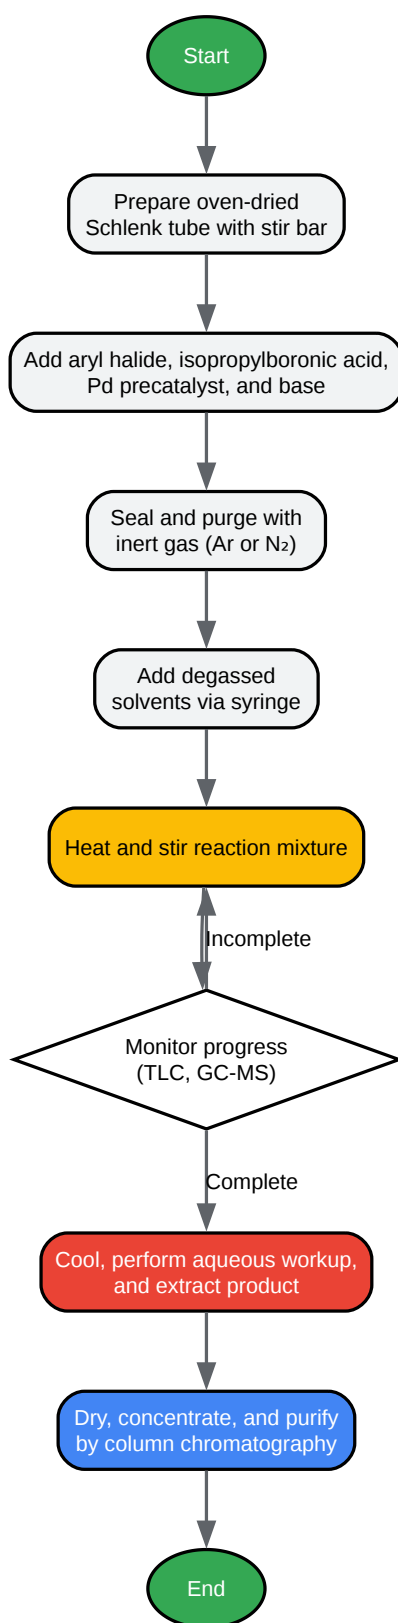 Start
Prepare oven-dried
Schlenk tube with stir bar
Add aryl halide, isopropylboronic acid,
Pd precatalyst, and base
Seal and purge with
inert gas (Ar or N₂)
Add degassed
solvents via syringe
Heat and stir reaction mixture
Incomplete
Monitor progress
(TLC, GC-MS)
Complete
Cool, perform aqueous workup,
and extract product
Dry, concentrate, and purify
by column chromatography
End